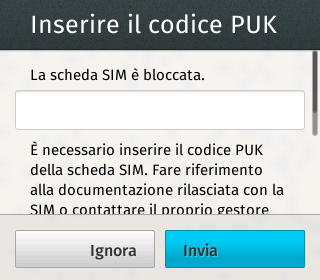 Inserire il codice PUK
La scheda SIM è bloccata.
È necessario inserire il codice PUK
della scheda SIM. Fare riferimento
alla documentazione rilasciata con la
SIM o contattare il proprio gestore
Ignora
Invia